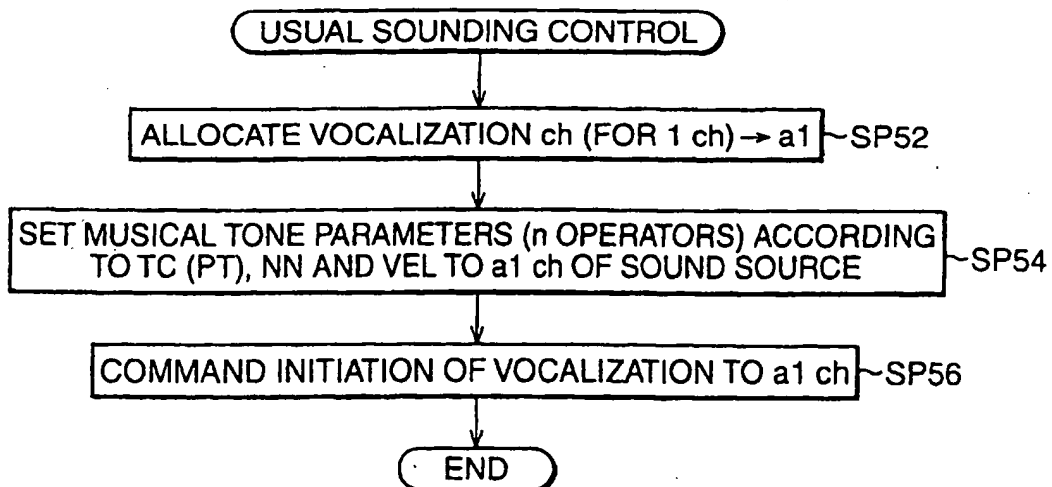 USUAL SOUNDING CONTROL
ALLOCATE VOCALIZATION ch (FOR 1 ch) → a1 ~SP52
SET MUSICAL TONE PARAMETERS (n OPERATORS) ACCORDING
TO TC (PT), NN AND VEL TO a1 ch OF SOUND SOURCE ~SP54
COMMAND INITIATION OF VOCALIZATION TO a1 ch ~SP56
END